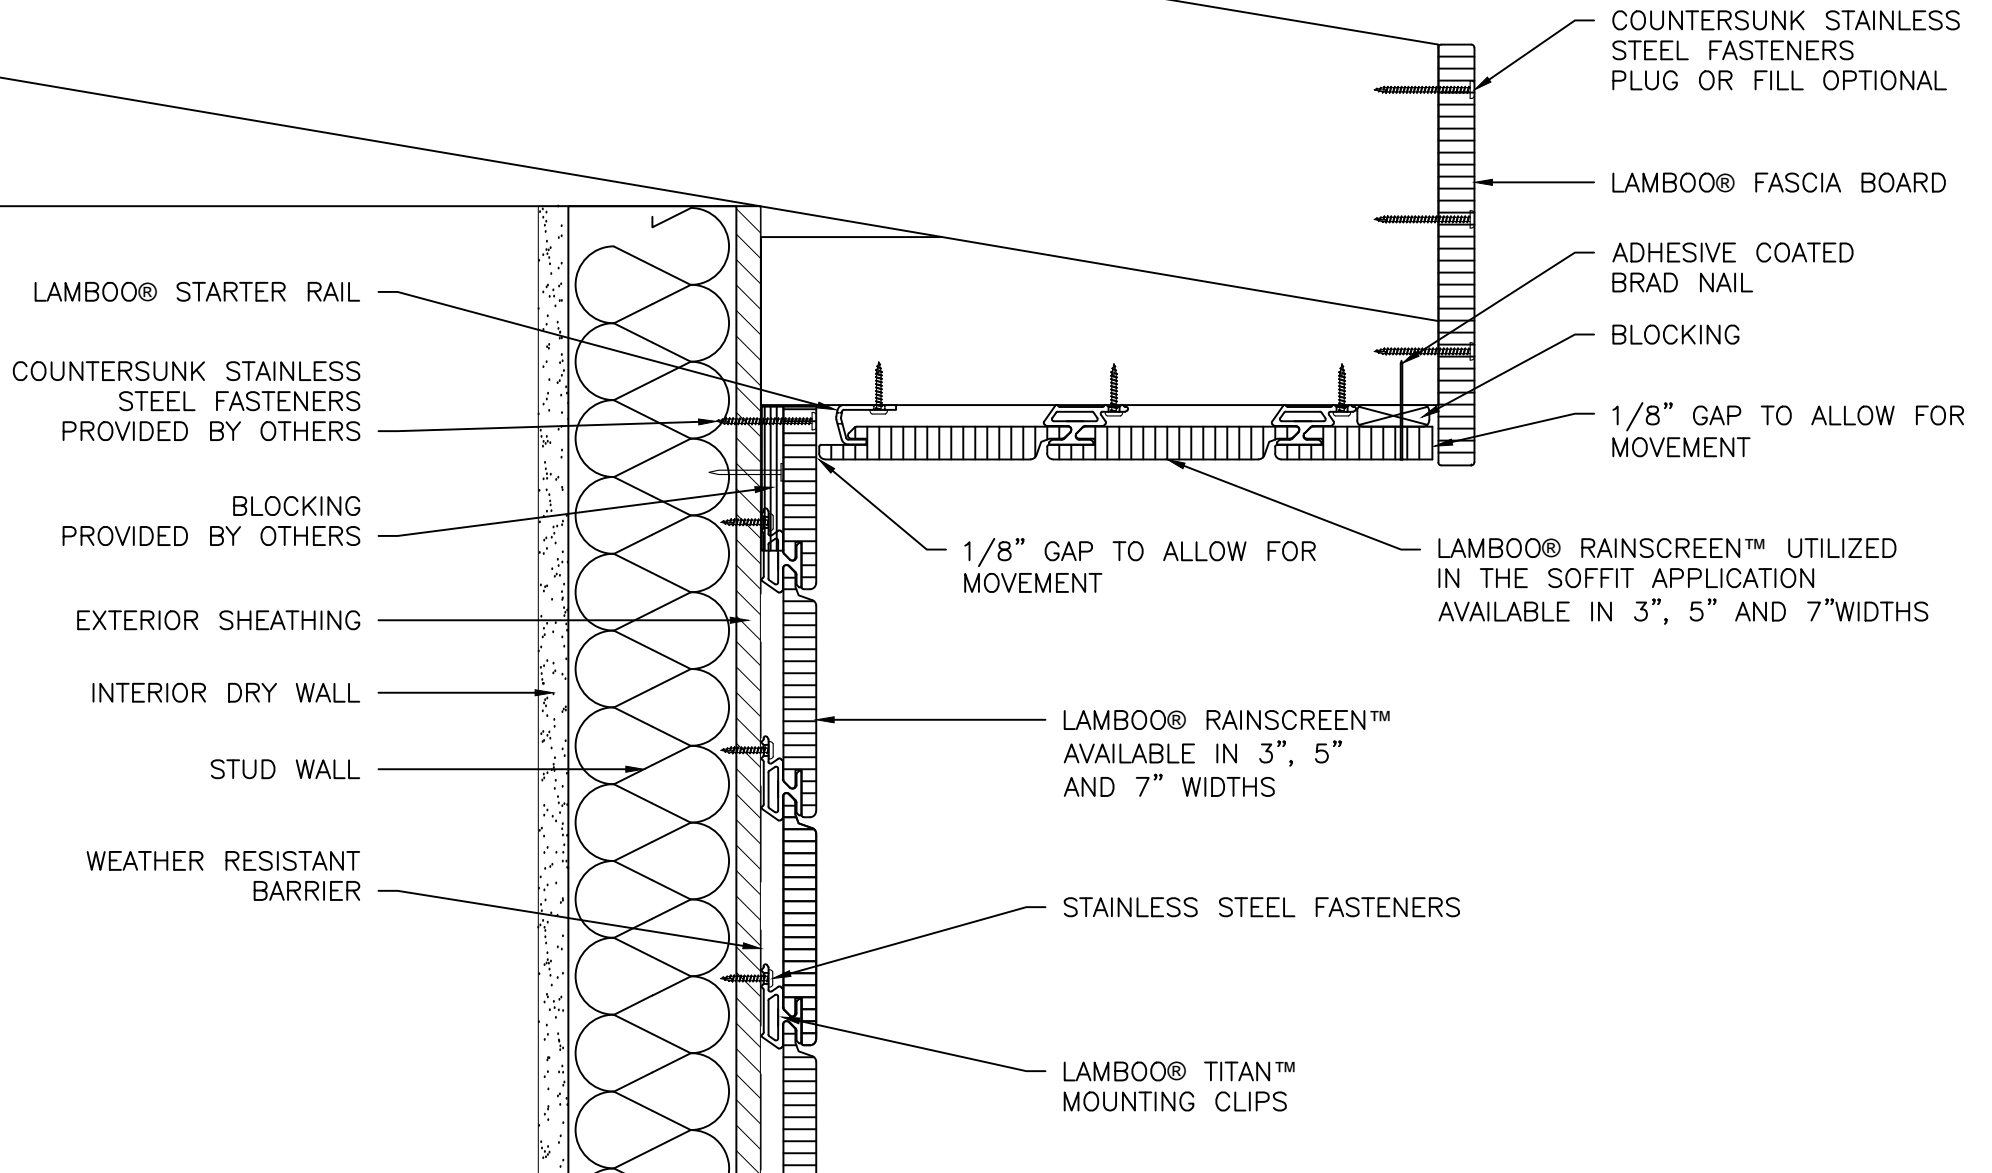 COUNTERSUNK STAINLESS
STEEL FASTENERS
PLUG OR FILL OPTIONAL
LAMBOO® FASCIA BOARD
ADHESIVE COATED
BRAD NAIL
BLOCKING
1/8” GAP TO ALLOW FOR
MOVEMENT
LAMBOO® STARTER RAIL
COUNTERSUNK STAINLESS
STEEL FASTENERS
PROVIDED BY OTHERS
BLOCKING
PROVIDED BY OTHERS
EXTERIOR SHEATHING
INTERIOR DRY WALL
STUD WALL
WEATHER RESISTANT
BARRIER
1/8” GAP TO ALLOW FOR
MOVEMENT
LAMBOO® RAINSCREEN™ UTILIZED
IN THE SOFFIT APPLICATION
AVAILABLE IN 3”, 5” AND 7”WIDTHS
LAMBOO® RAINSCREEN™
AVAILABLE IN 3”, 5”
AND 7” WIDTHS
STAINLESS STEEL FASTENERS
LAMBOO® TITAN™
MOUNTING CLIPS